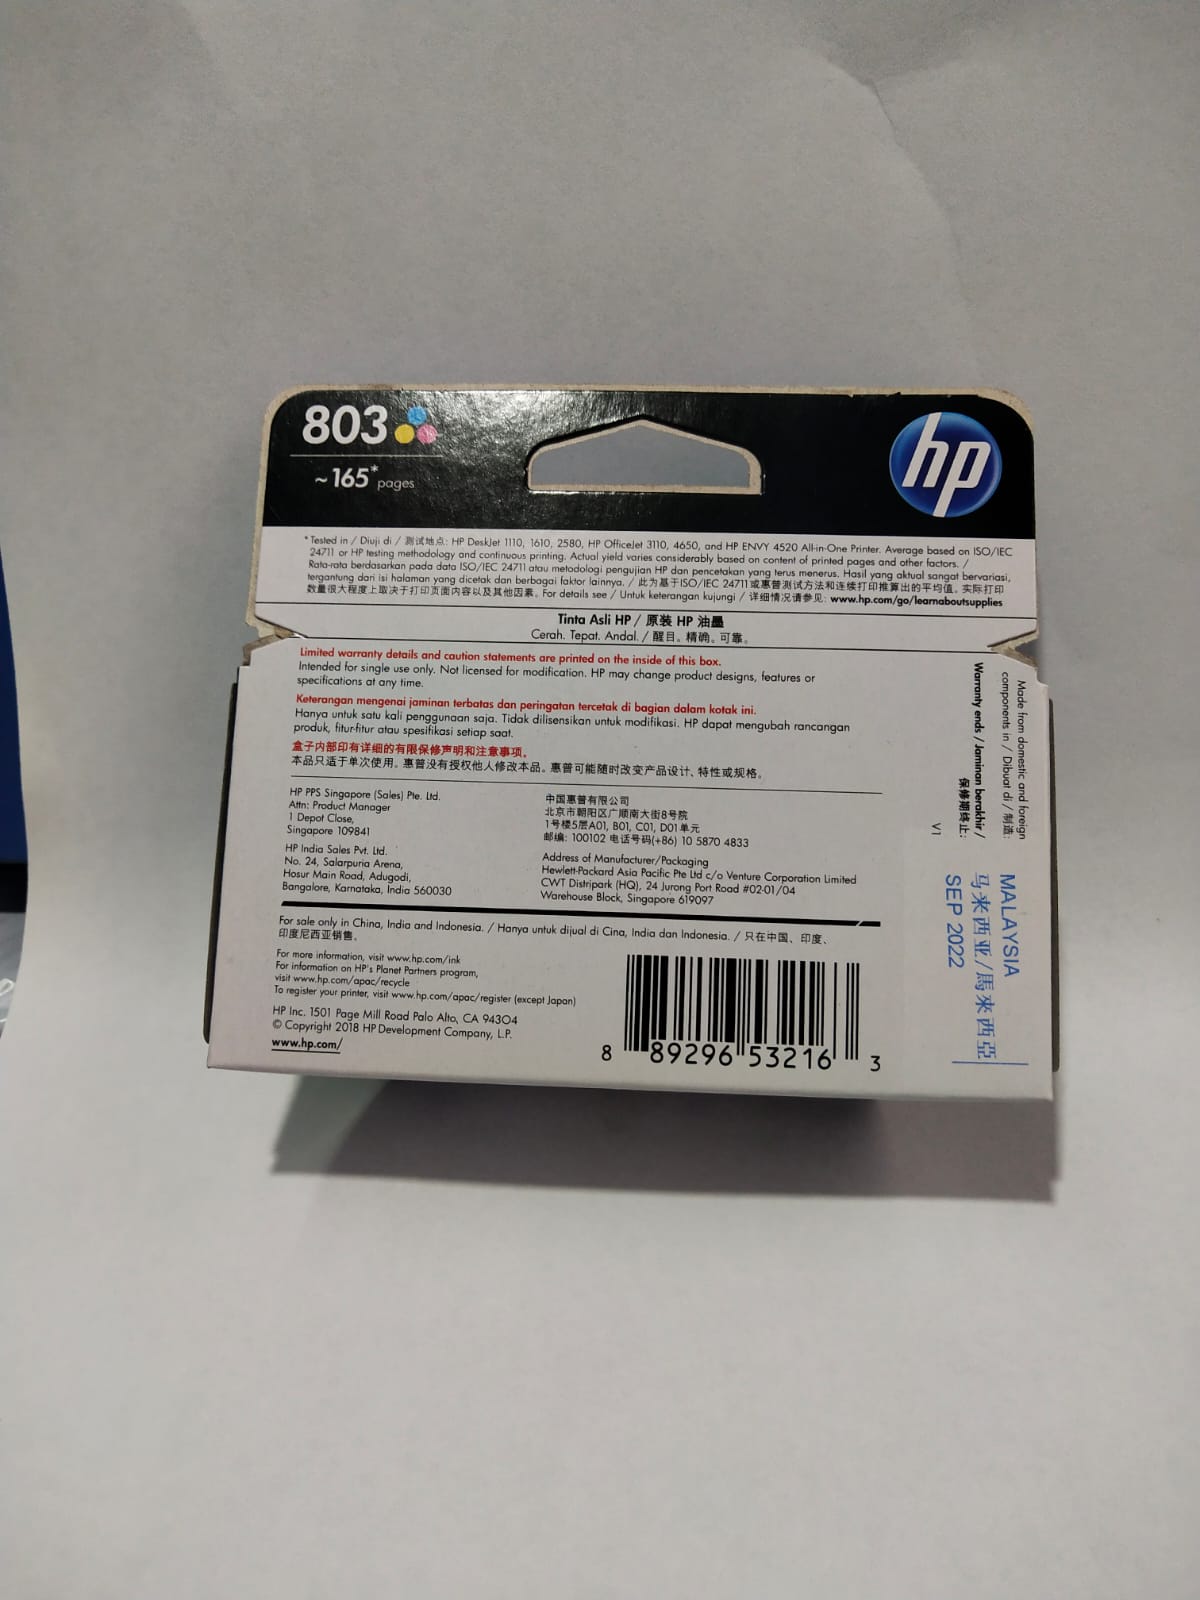 803
~ 165* pages
hp
* Tested in / Diuji di / 测试地点: HP DeskJet 1110, 1610, 2580, HP OfficeJet 3110, 4650, and HP ENVY 4520 All-in-One Printer. Average based on ISO/IEC
24711 or HP testing methodology and continuous printing. Actual yield varies considerably based on content of printed pages and other factors. /
Rata-rata berdasarkan pada data ISO/IEC 24711 atau metodologi pengujian HP dan pencetakan yang terus menerus. Hasil yang aktual sangat bervariasi,
tergantung dari isi halaman yang dicetak dan berbagai faktor lainnya. / 此为基于ISO/IEC 24711或惠普测试方法和连续打印推算出的平均值。实际打印
数量很大程度上取决于打印页面内容以及其他因素。For details see / Untuk keterangan kujungi / 详细情况请参见: www.hp.com/go/learnaboutsupplies
Tinta Asli HP / 原装 HP 油墨
Cerah. Tepat. Andal. / 醒目。精确。可靠。
Limited warranty details and caution statements are printed on the inside of this box.
Intended for single use only. Not licensed for modification. HP may change product designs, features or
specifications at any time.
Keterangan mengenai jaminan terbatas dan peringatan tercetak di bagian dalam kotak ini.
Hanya untuk satu kali penggunaan saja. Tidak dilisensikan untuk modifikasi. HP dapat mengubah rancangan
produk, fitur-fitur atau spesifikasi setiap saat.
盒子内部印有详细的有限保修声明和注意事项。
本品只适于单次使用。惠普没有授权他人修改本品。惠普可能随时改变产品设计、特性或规格。
HP PPS Singapore (Sales) Pte. Ltd.
Attn: Product Manager
1 Depot Close,
Singapore 109841
HP India Sales Pvt. Ltd.
No. 24, Salarpuria Arena,
Hosur Main Road, Adugodi,
Bangalore, Karnataka, India 560030
中国惠普有限公司
北京市朝阳区广顺南大街8号院
1号楼5层A01, B01, C01, D01单元
邮编: 100102 电话号码(+86) 10 5870 4833
Address of Manufacturer/Packaging
Hewlett-Packard Asia Pacific Pte Ltd c/o Venture Corporation Limited
CWT Distripark (HQ), 24 Jurong Port Road #02-01/04
Warehouse Block, Singapore 619097
For sale only in China, India and Indonesia. / Hanya untuk dijual di Cina, India dan Indonesia. / 只在中国、印度、
印度尼西亚销售。
For more information, visit www.hp.com/ink
For information on HP's Planet Partners program,
visit www.hp.com/apac/recycle
To register your printer, visit www.hp.com/apac/register (except Japan)
HP Inc. 1501 Page Mill Road Palo Alto, CA 94304
© Copyright 2018 HP Development Company, L.P.
www.hp.com/
8 89296 53216 3
Made from domestic and foreign
components in / Dibuat di / 制造:
Warranty ends / Jaminan berakhir /
保修期终止:
V1
MALAYSIA
马来西亚/馬來西亞
SEP 2022